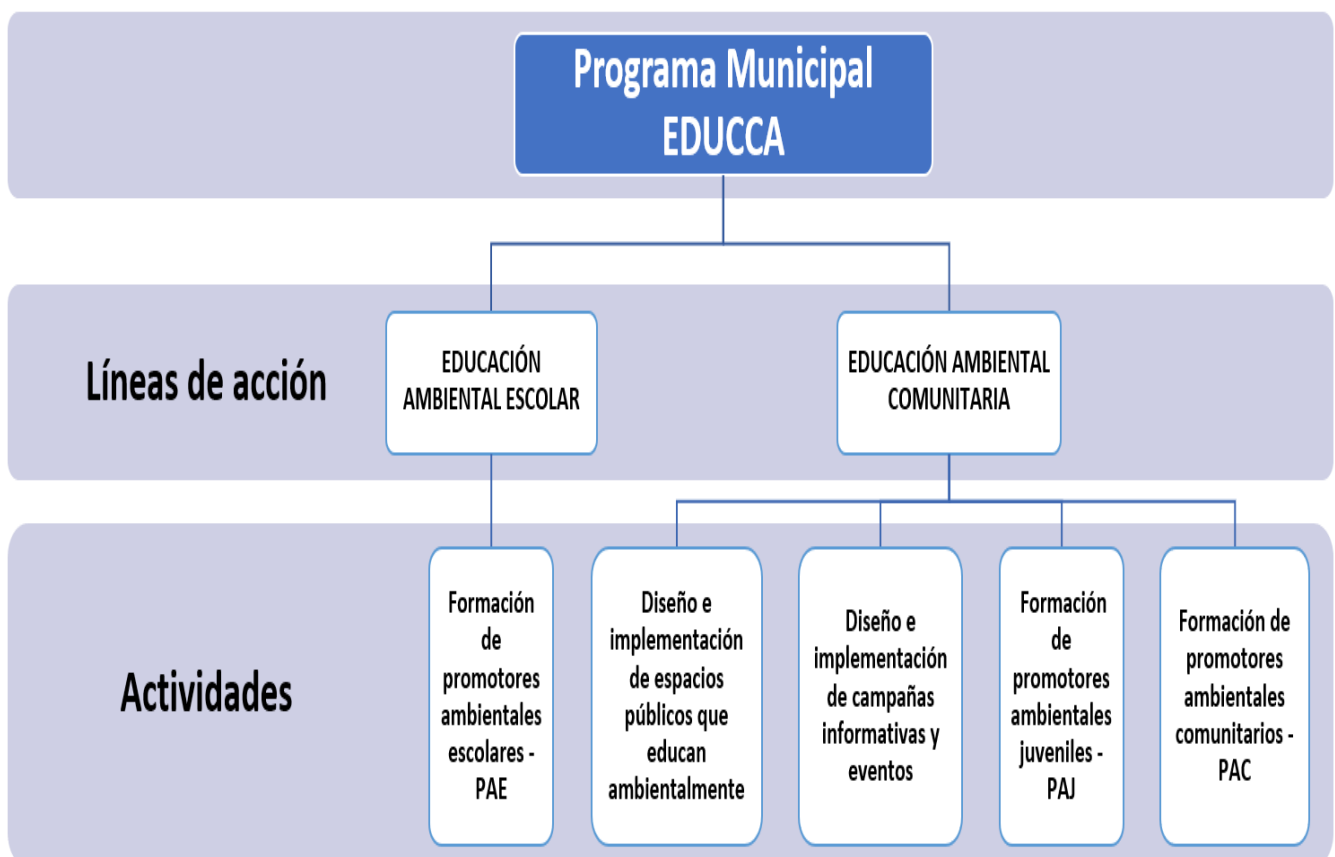 Programa Municipal
EDUCCA
Líneas de acción
EDUCACIÓN
AMBIENTAL ESCOLAR
EDUCACIÓN AMBIENTAL
COMUNITARIA
Actividades
Formación
de
promotores
ambientales
escolares -
PAE
Diseño e
implementación
de espacios
públicos que
educan
ambientalmente
Diseño e
implementación
de campañas
informativas y
eventos
Formación
de
promotores
ambientales
juveniles -
PAJ
Formación de
promotores
ambientales
comunitarios -
PAC